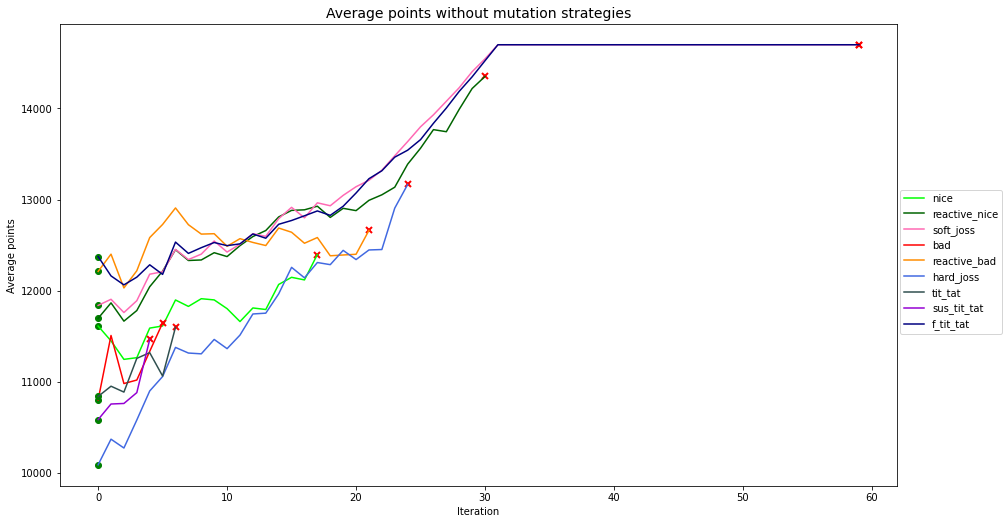 Average points without mutation strategies
Average points
14000
13000
12000
11000
10000
0 10 20 30 40 50 60
Iteration
nice
reactive_nice
soft_joss
bad
reactive_bad
hard_joss
tit_tat
sus_tit_tat
f_tit_tat